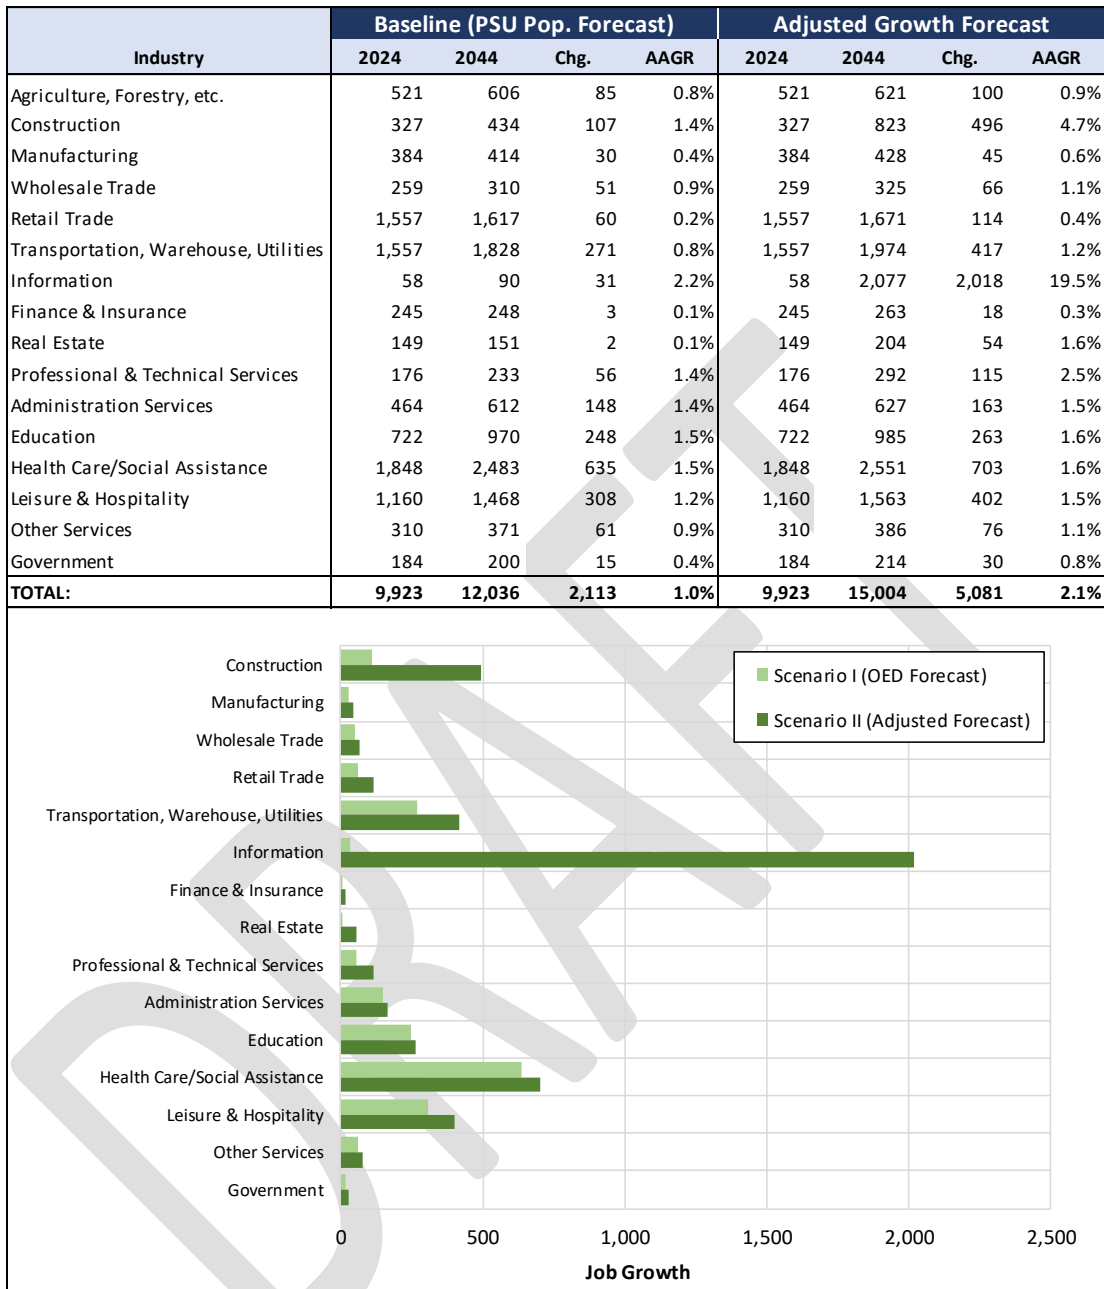 Baseline (PSU Pop. Forecast) Adjusted Growth Forecast
Industry 2024 2044 Chg. AAGR 2024 2044 Chg. AAGR
Agriculture, Forestry, etc. 521 606 85 0.8% 521 621 100 0.9%
Construction 327 434 107 1.4% 327 823 496 4.7%
Manufacturing 384 414 30 0.4% 384 428 45 0.6%
Wholesale Trade 259 310 51 0.9% 259 325 66 1.1%
Retail Trade 1,557 1,617 60 0.2% 1,557 1,671 114 0.4%
Transportation, Warehouse, Utilities 1,557 1,828 271 0.8% 1,557 1,974 417 1.2%
Information 58 90 31 2.2% 58 2,077 2,018 19.5%
Finance & Insurance 245 248 3 0.1% 245 263 18 0.3%
Real Estate 149 151 2 0.1% 149 204 54 1.6%
Professional & Technical Services 176 233 56 1.4% 176 292 115 2.5%
Administration Services 464 612 148 1.4% 464 627 163 1.5%
Education 722 970 248 1.5% 722 985 263 1.6%
Health Care/Social Assistance 1,848 2,483 635 1.5% 1,848 2,551 703 1.6%
Leisure & Hospitality 1,160 1,468 308 1.2% 1,160 1,563 402 1.5%
Other Services 310 371 61 0.9% 310 386 76 1.1%
Government 184 200 15 0.4% 184 214 30 0.8%
TOTAL: 9,923 12,036 2,113 1.0% 9,923 15,004 5,081 2.1%
DRAFT
Scenario I (OED Forecast)
Scenario II (Adjusted Forecast)
Construction
Manufacturing
Wholesale Trade
Retail Trade
Transportation, Warehouse, Utilities
Information
Finance & Insurance
Real Estate
Professional & Technical Services
Administration Services
Education
Health Care/Social Assistance
Leisure & Hospitality
Other Services
Government
0 500 1,000 1,500 2,000 2,500
Job Growth